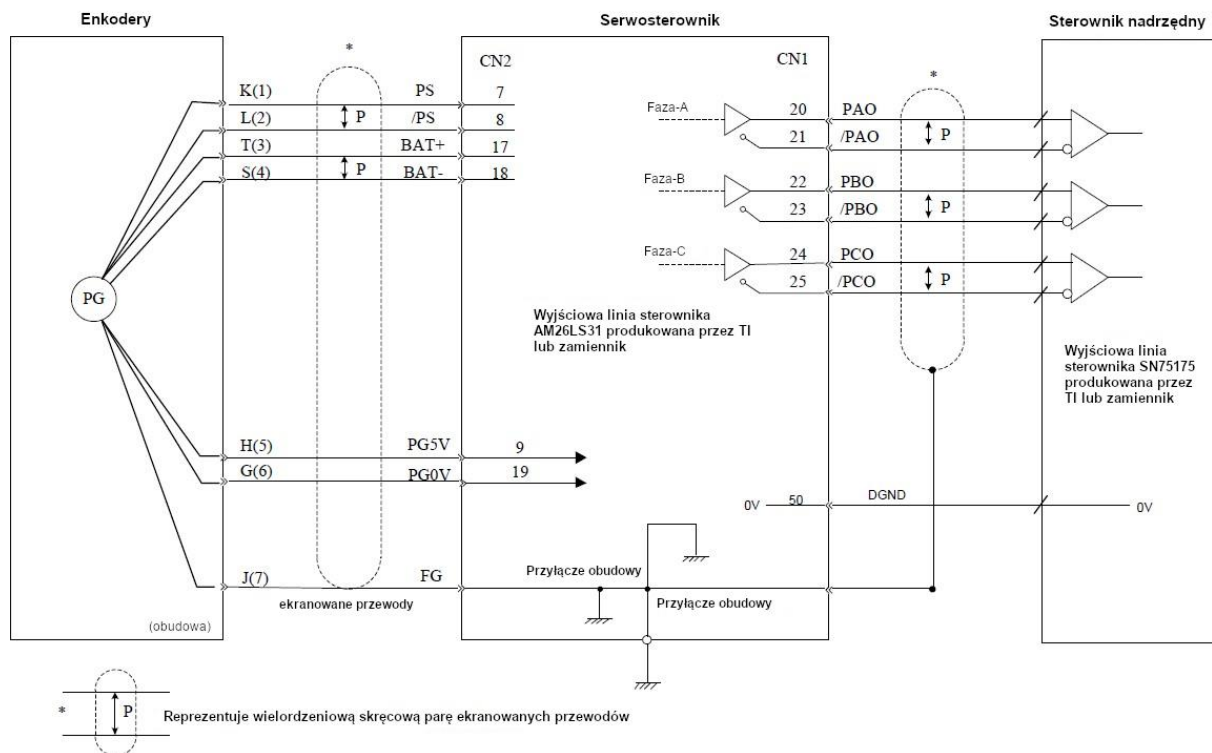 Enkodery
Serwosterownik
Sterownik nadrzędny
*
CN2
CN1
*
K(1) PS 7
P
L(2) /PS 8
T(3) BAT+ 17
P
S(4) BAT- 18
Faza-A
20 PAO
P
21 /PAO
Faza-B
22 PBO
P
23 /PBO
Faza-C
24 PCO
P
25 /PCO
PG
Wyjściowa linia sterownika
AM26LS31 produkowana przez TI
lub zamiennik
Wyjściowa linia
sterownika SN75175
produkowana przez
TI lub zamiennik
H(5) PG5V 9
G(6) PG0V 19
0V 50 DGND 0V
J(7) FG
Przyłącze obudowy
ekranowane przewody
Przyłącze obudowy
(obudowa)
* P
Reprezentuje wielordzeniową skręcową parę ekranowanych przewodów